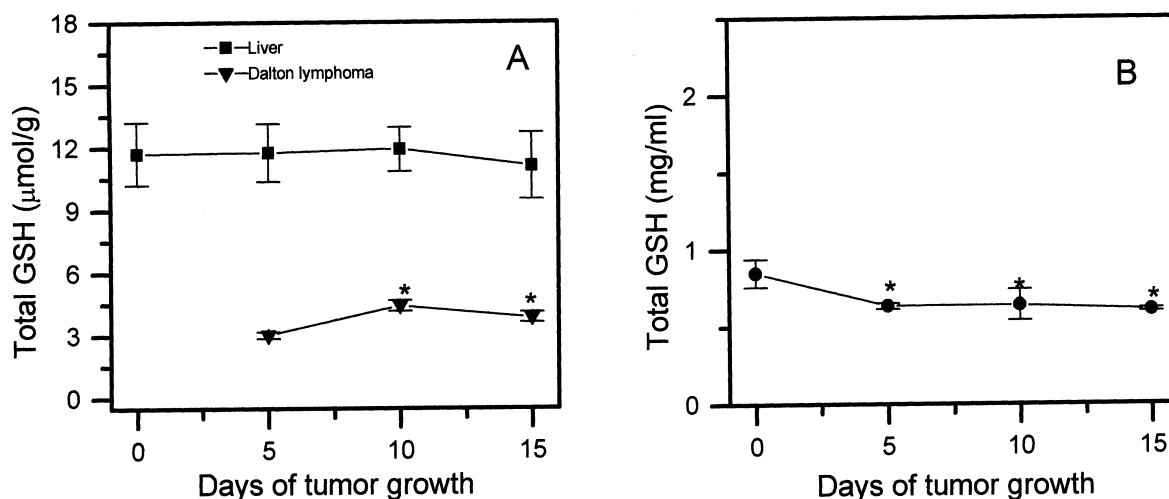 18
15
12
9
6
3
0
Total GSH (μmol/g)
Liver
Dalton lymphoma
A
*
*
0
5
10
15
Days of tumor growth
2
1
0
Total GSH (mg/ml)
B
*
*
*
0
5
10
15
Days of tumor growth